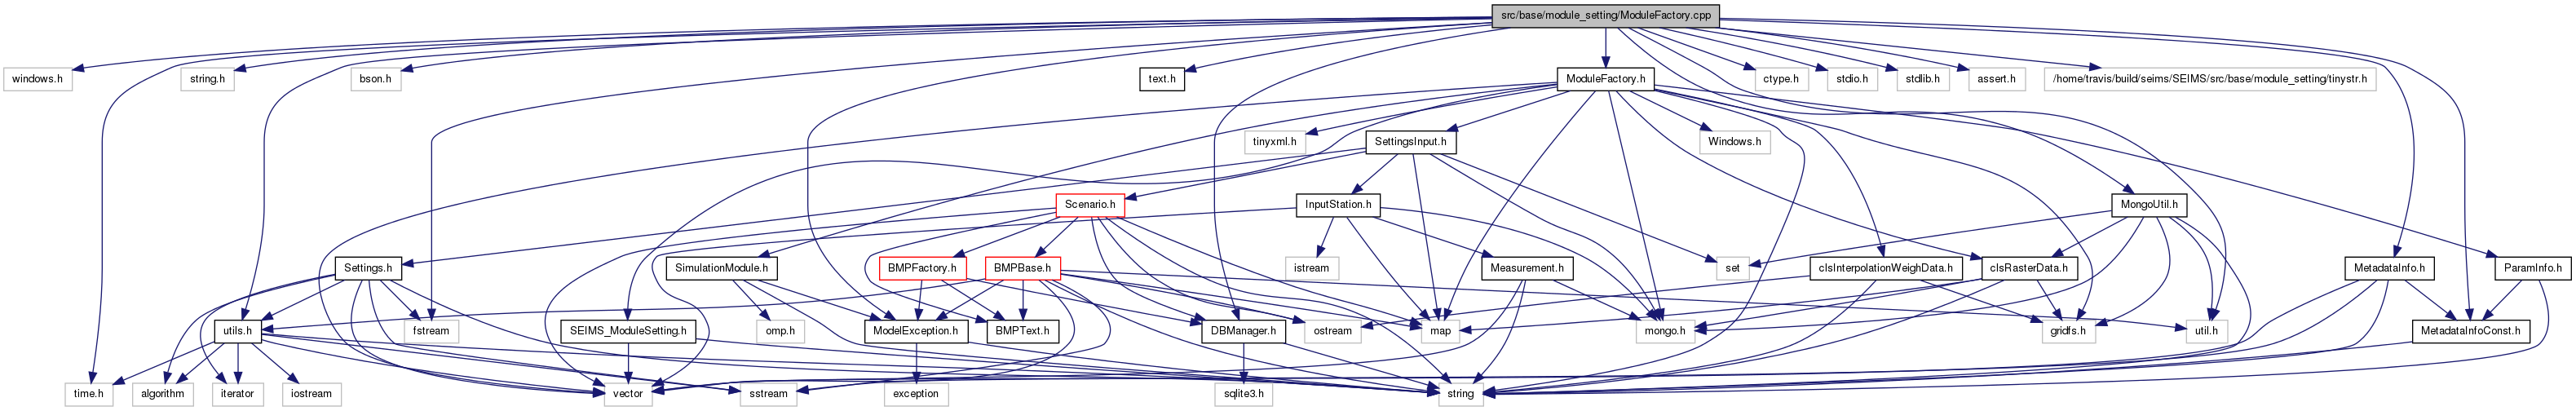 src/base/module_setting/ModuleFactory.cpp
windows.h
string.h
bson.h
text.h
ModuleFactory.h
ctype.h
stdio.h
stdlib.h
assert.h
/home/travis/build/seims/SEIMS/src/base/module_setting/tinystr.h
tinyxml.h
SettingsInput.h
Windows.h
Scenario.h
InputStation.h
MongoUtil.h
Settings.h
SimulationModule.h
BMPFactory.h
BMPBase.h
istream
Measurement.h
set
clsInterpolationWeighData.h
clsRasterData.h
MetadataInfo.h
ParamInfo.h
utils.h
fstream
SEIMS_ModuleSetting.h
omp.h
ModelException.h
BMPText.h
DBManager.h
ostream
map
mongo.h
gridfs.h
util.h
MetadataInfoConst.h
time.h
algorithm
iterator
iostream
vector
sstream
exception
sqlite3.h
string